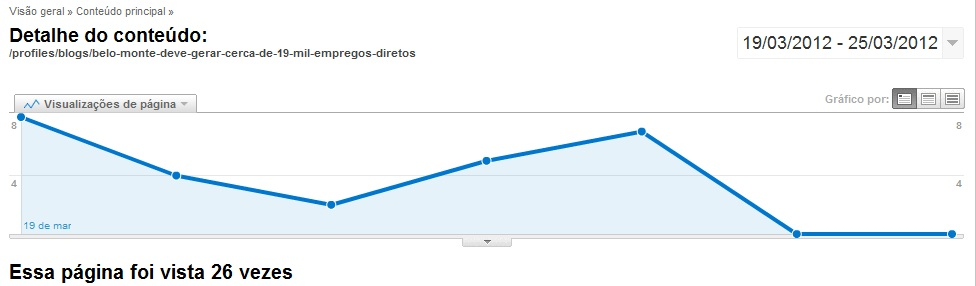 Visão geral » Conteúdo principal »
Detalhe do conteúdo:
/profiles/blogs/belo-monte-deve-gerar-cerca-de-19-mil-empregos-diretos
19/03/2012 - 25/03/2012
Visualizações de página
Gráfico por:
8 8
4 4
19 de mar
Essa página foi vista 26 vezes